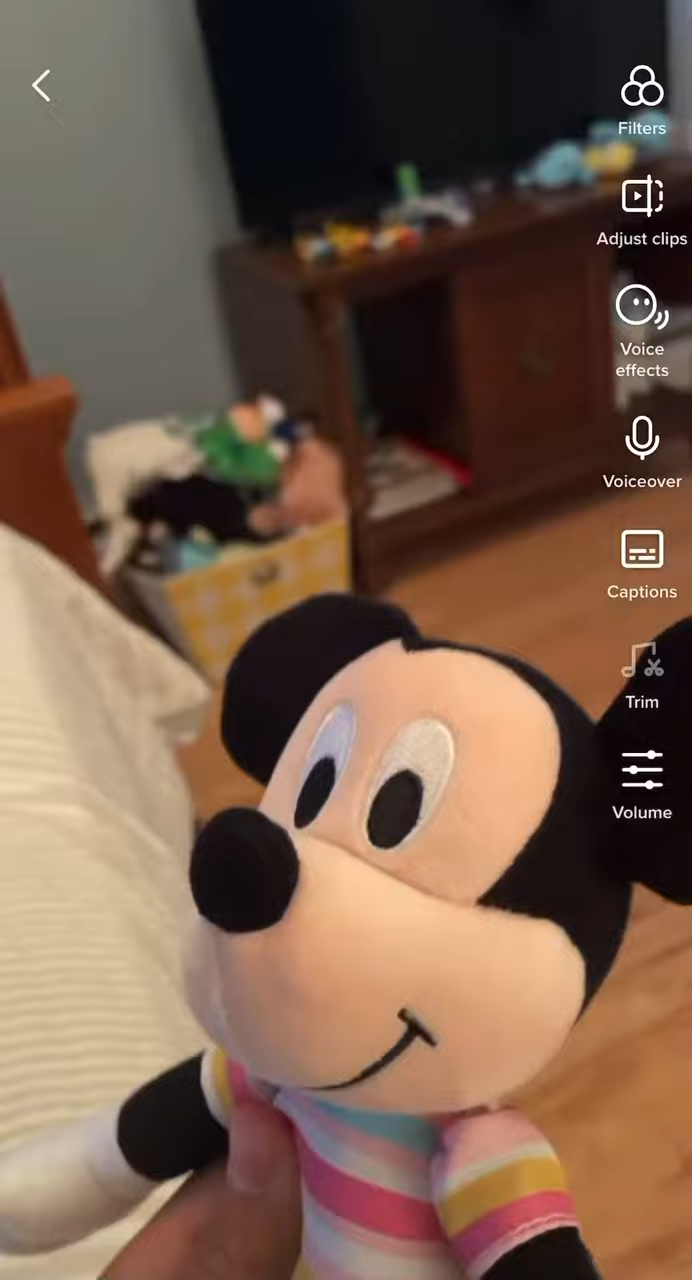 Filters
Adjust clips
Voice
effects
Voiceover
Captions
Trim
Volume